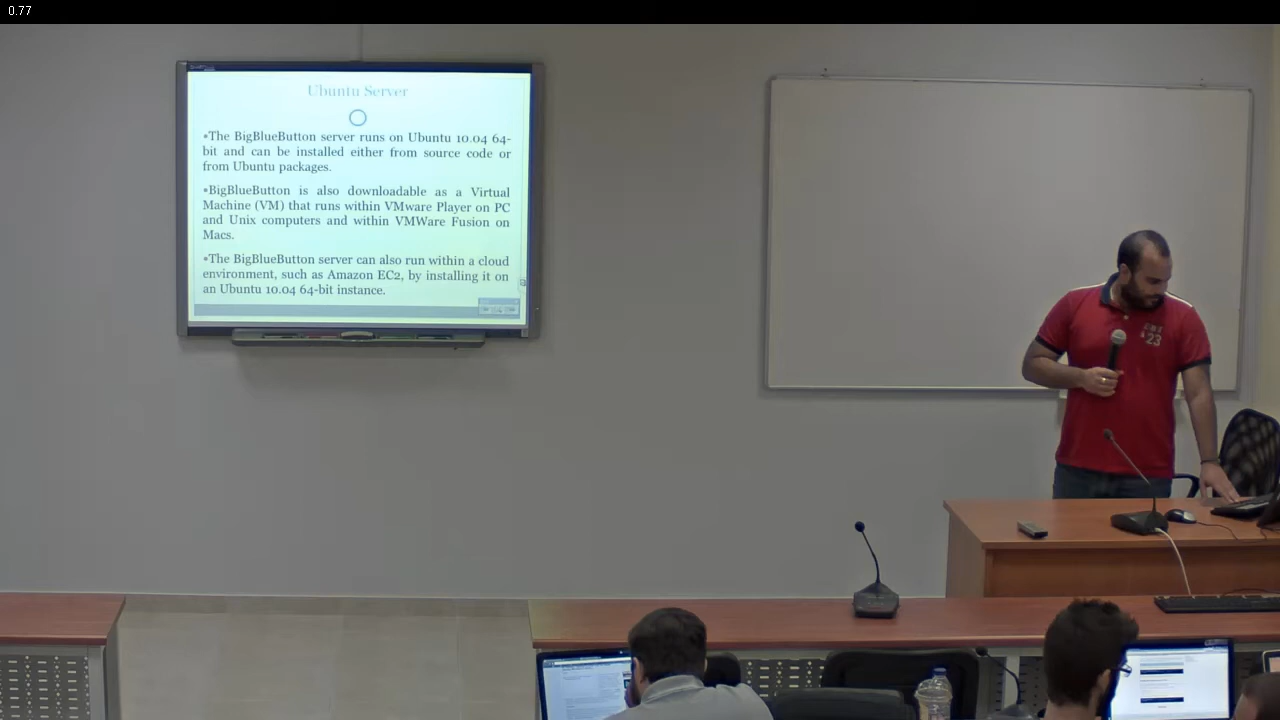 0.77
Ubuntu Server
•The BigBlueButton server runs on Ubuntu 10.04 64-
bit and can be installed either from source code or
from Ubuntu packages.
•BigBlueButton is also downloadable as a Virtual
Machine (VM) that runs within VMware Player on PC
and Unix computers and within VMWare Fusion on
Macs.
•The BigBlueButton server can also run within a cloud
environment, such as Amazon EC2, by installing it on
an Ubuntu 10.04 64-bit instance.
23